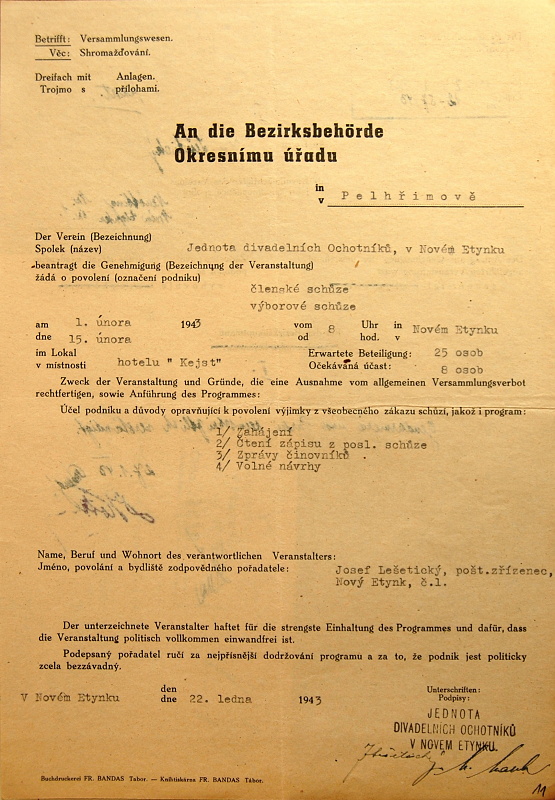 Betrifft: Versammlungswesen.
Věc: Shromažďování.
Dreifach mit Anlagen.
Trojmo s přílohami.
An die Bezirksbehörde
Okresnímu úřadu
in
v Pelhřimově
Der Verein (Bezeichnung)
Spolek (název) Jednota divadelních Ochotníků, v Novém Etynku
beantragt die Genehmigung (Bezeichnung der Veranstaltung)
žádá o povolení (označení podniku) členské schůze
výborové schůze
am 1. února 1943 vom 8 Uhr in Novém Etynku
dne 15. února od hod. v
im Lokal Erwartete Beteiligung: 25 osob
v místnosti hotelu " Kejst" Očekávaná účast: 8 osob
Zweck der Veranstaltung und Gründe, die eine Ausnahme vom allgemeinen Versammlungsverbot
rechtfertigen, sowie Anführung des Programmes:
Účel podniku a důvody opravňující k povolení výjimky z všeobecného zákazu schůzí, jakož i program:
1/ Zahájení
2/ Čtení zápisu z posl. schůze
3/ Zprávy činovníků
4/ Volné návrhy
Name, Beruf und Wohnort des verantwortlichen Veranstalters:
Jméno, povolání a bydliště zodpovědného pořadatele: Josef Lešetický, pošt.zřízenec,
Nový Etynk, č.1.
Der unterzeichnete Veranstalter haftet für die strengste Einhaltung des Programmes und dafür, dass
die Veranstaltung politisch vollkommen einwandfrei ist.
Podepsaný pořadatel ručí za nejpřísnější dodržování programu a za to, že podnik jest politicky
zcela bezzávadný.
V Novém Etynku den
dne 22. ledna 1943
Unterschriften:
Podpisy:
JEDNOTA
DIVADELNÍCH OCHOTNÍKŮ
V NOVEM ETYNKU.
Buchdruckerei FR. BANDAS Tabor. — Knihtiskárna FR. BANDAS Tábor.
11